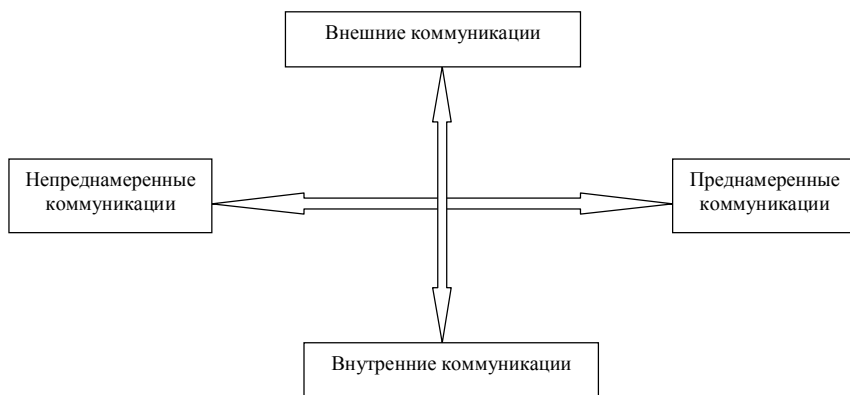 Внешние коммуникации
Непреднамеренные
коммуникации
Преднамеренные
коммуникации
Внутренние коммуникации